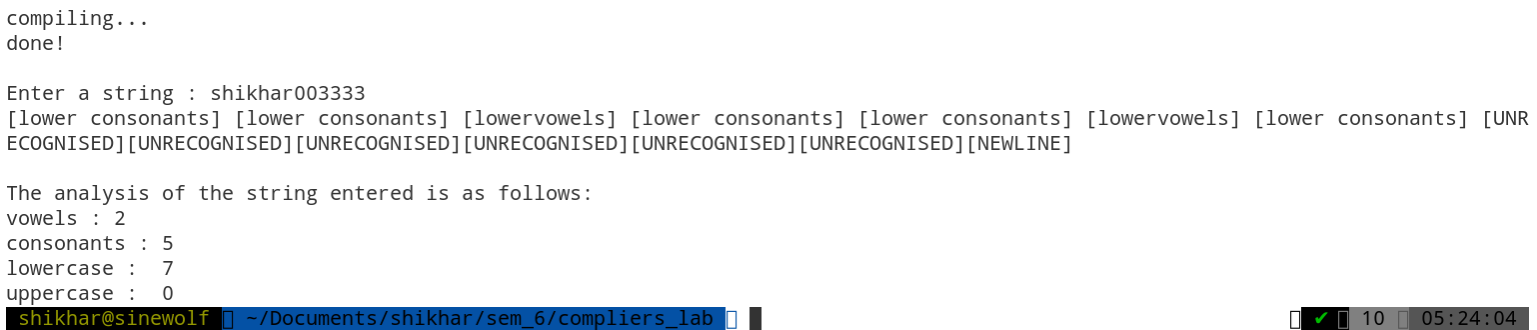 compiling...
done!
Enter a string : shikhar003333
[lower consonants] [lower consonants] [lowervowels] [lower consonants] [lower consonants] [lowervowels] [lower consonants] [UNR
ECOGNISED][UNRECOGNISED][UNRECOGNISED][UNRECOGNISED][UNRECOGNISED][UNRECOGNISED][NEWLINE]
The analysis of the string entered is as follows:
vowels : 2
consonants : 5
lowercase :  7
uppercase :  0
shikhar@sinewolf ~/Documents/shikhar/sem_6/compliers_lab ✔ 10 05:24:04